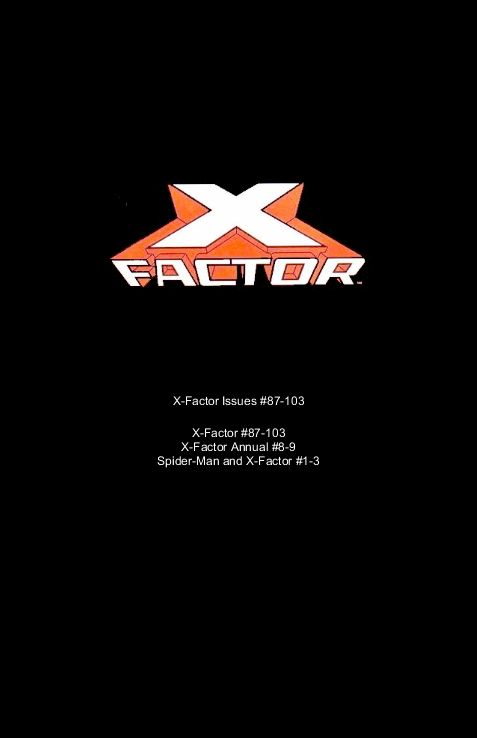 X
FACTOR
X-Factor Issues #87-103
X-Factor #87-103
X-Factor Annual #8-9
Spider-Man and X-Factor #1-3